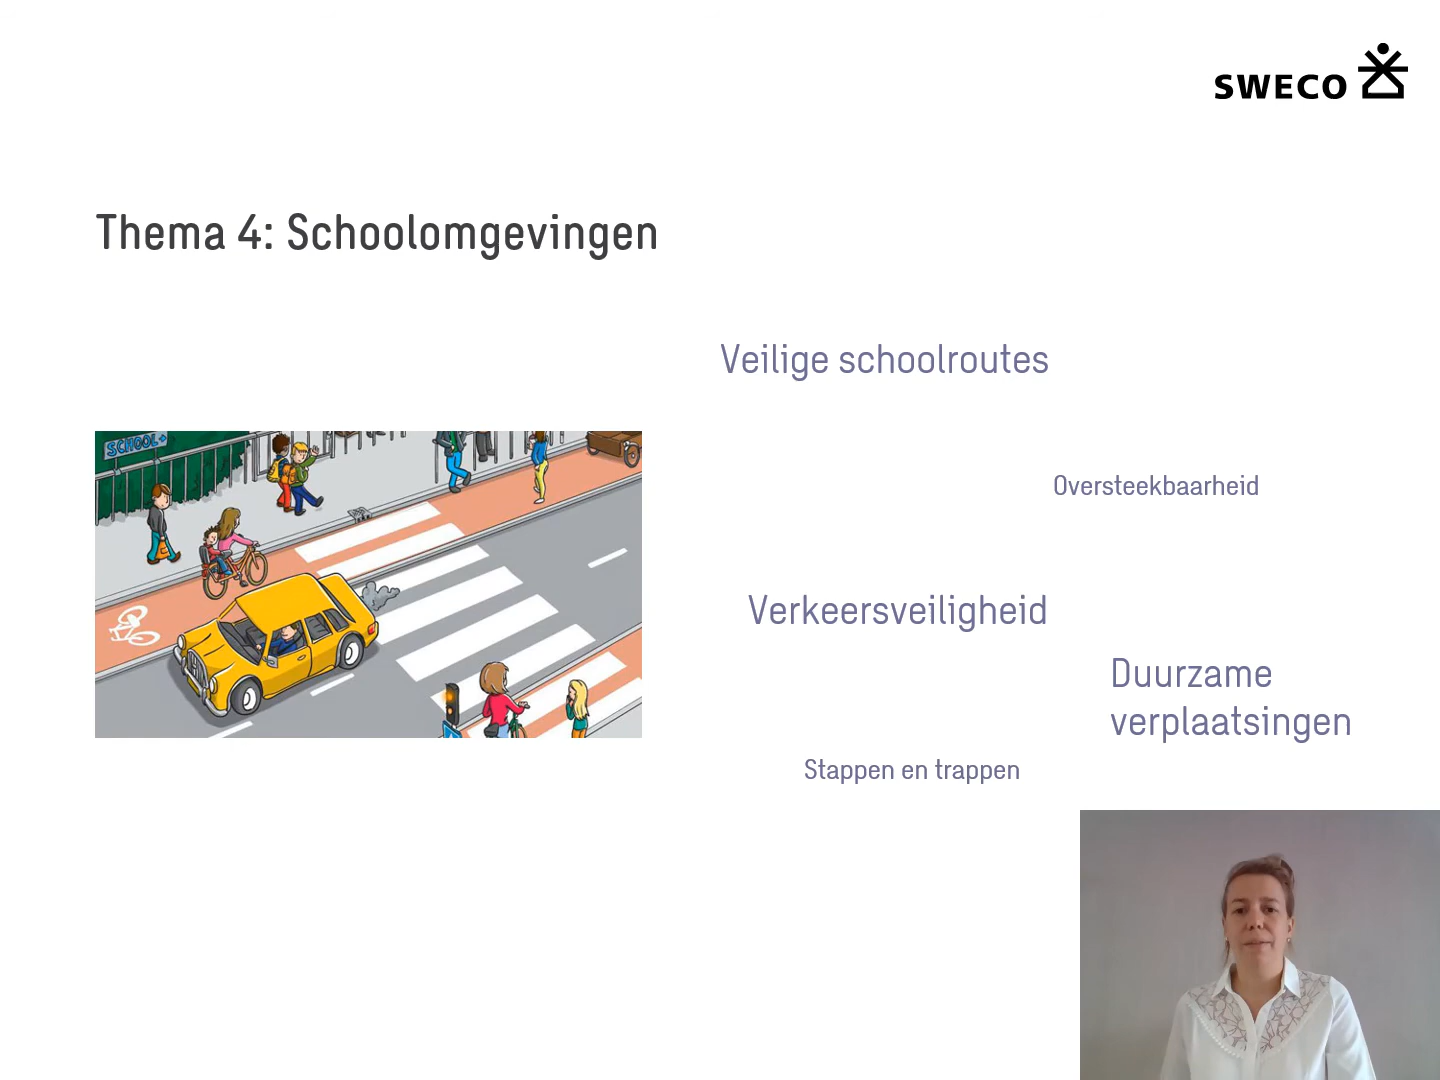 SWECO
Thema 4: Schoolomgevingen
Veilige schoolroutes
SCHOOL+
Oversteekbaarheid
Verkeersveiligheid
Duurzame
verplaatsingen
Stappen en trappen